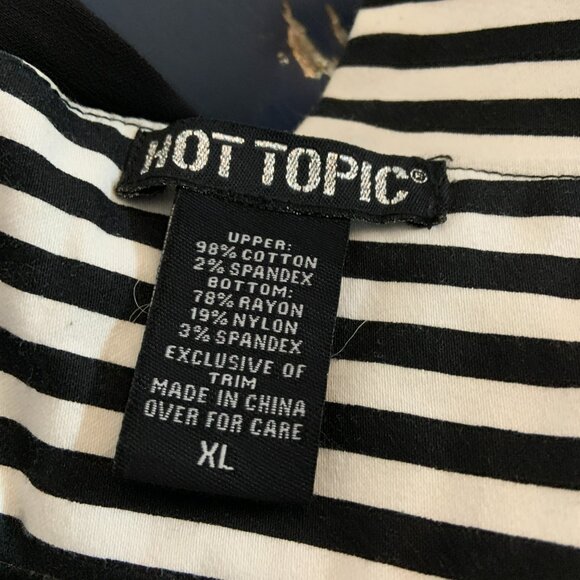 HOT TOPIC®
UPPER:
98% COTTON
2% SPANDEX
BOTTOM:
78% RAYON
19% NYLON
3% SPANDEX
EXCLUSIVE OF
TRIM
MADE IN CHINA
OVER FOR CARE
XL